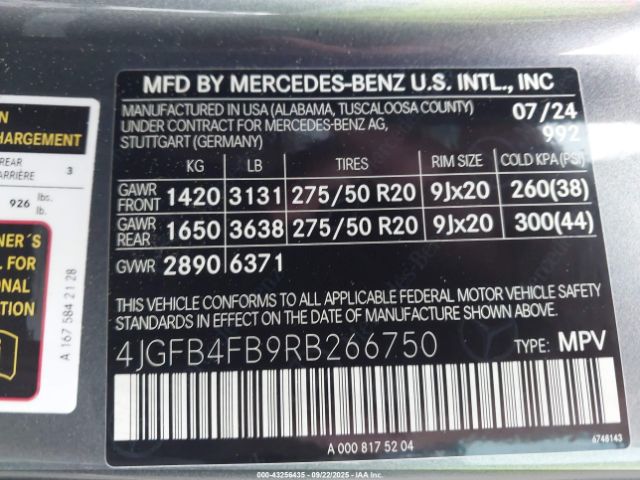 N
CHARGEMENT
REAR
ARRIÈRE
3
926 lbs.
lb.
NER´S
L FOR
ONAL
TION
A 167 584 21 28
MFD BY MERCEDES-BENZ U.S. INTL., INC
MANUFACTURED IN USA (ALABAMA, TUSCALOOSA COUNTY) 07/24
UNDER CONTRACT FOR MERCEDES-BENZ AG, 992
STUTTGART (GERMANY)
KG LB TIRES RIM SIZE COLD KPA (PSI)
GAWR FRONT 1420 3131 275/50 R20 9Jx20 260(38)
GAWR REAR 1650 3638 275/50 R20 9Jx20 300(44)
GVWR 2890 6371
THIS VEHICLE CONFORMS TO ALL APPLICABLE FEDERAL MOTOR VEHICLE SAFETY
STANDARDS IN EFFECT ON THE DATE OF MANUFACTURE SHOWN ABOVE.
4JGFB4FB9RB266750 TYPE: MPV
A 000 817 52 04
6748143
000-43256435 - 09/22/2025 - IAAI.COM